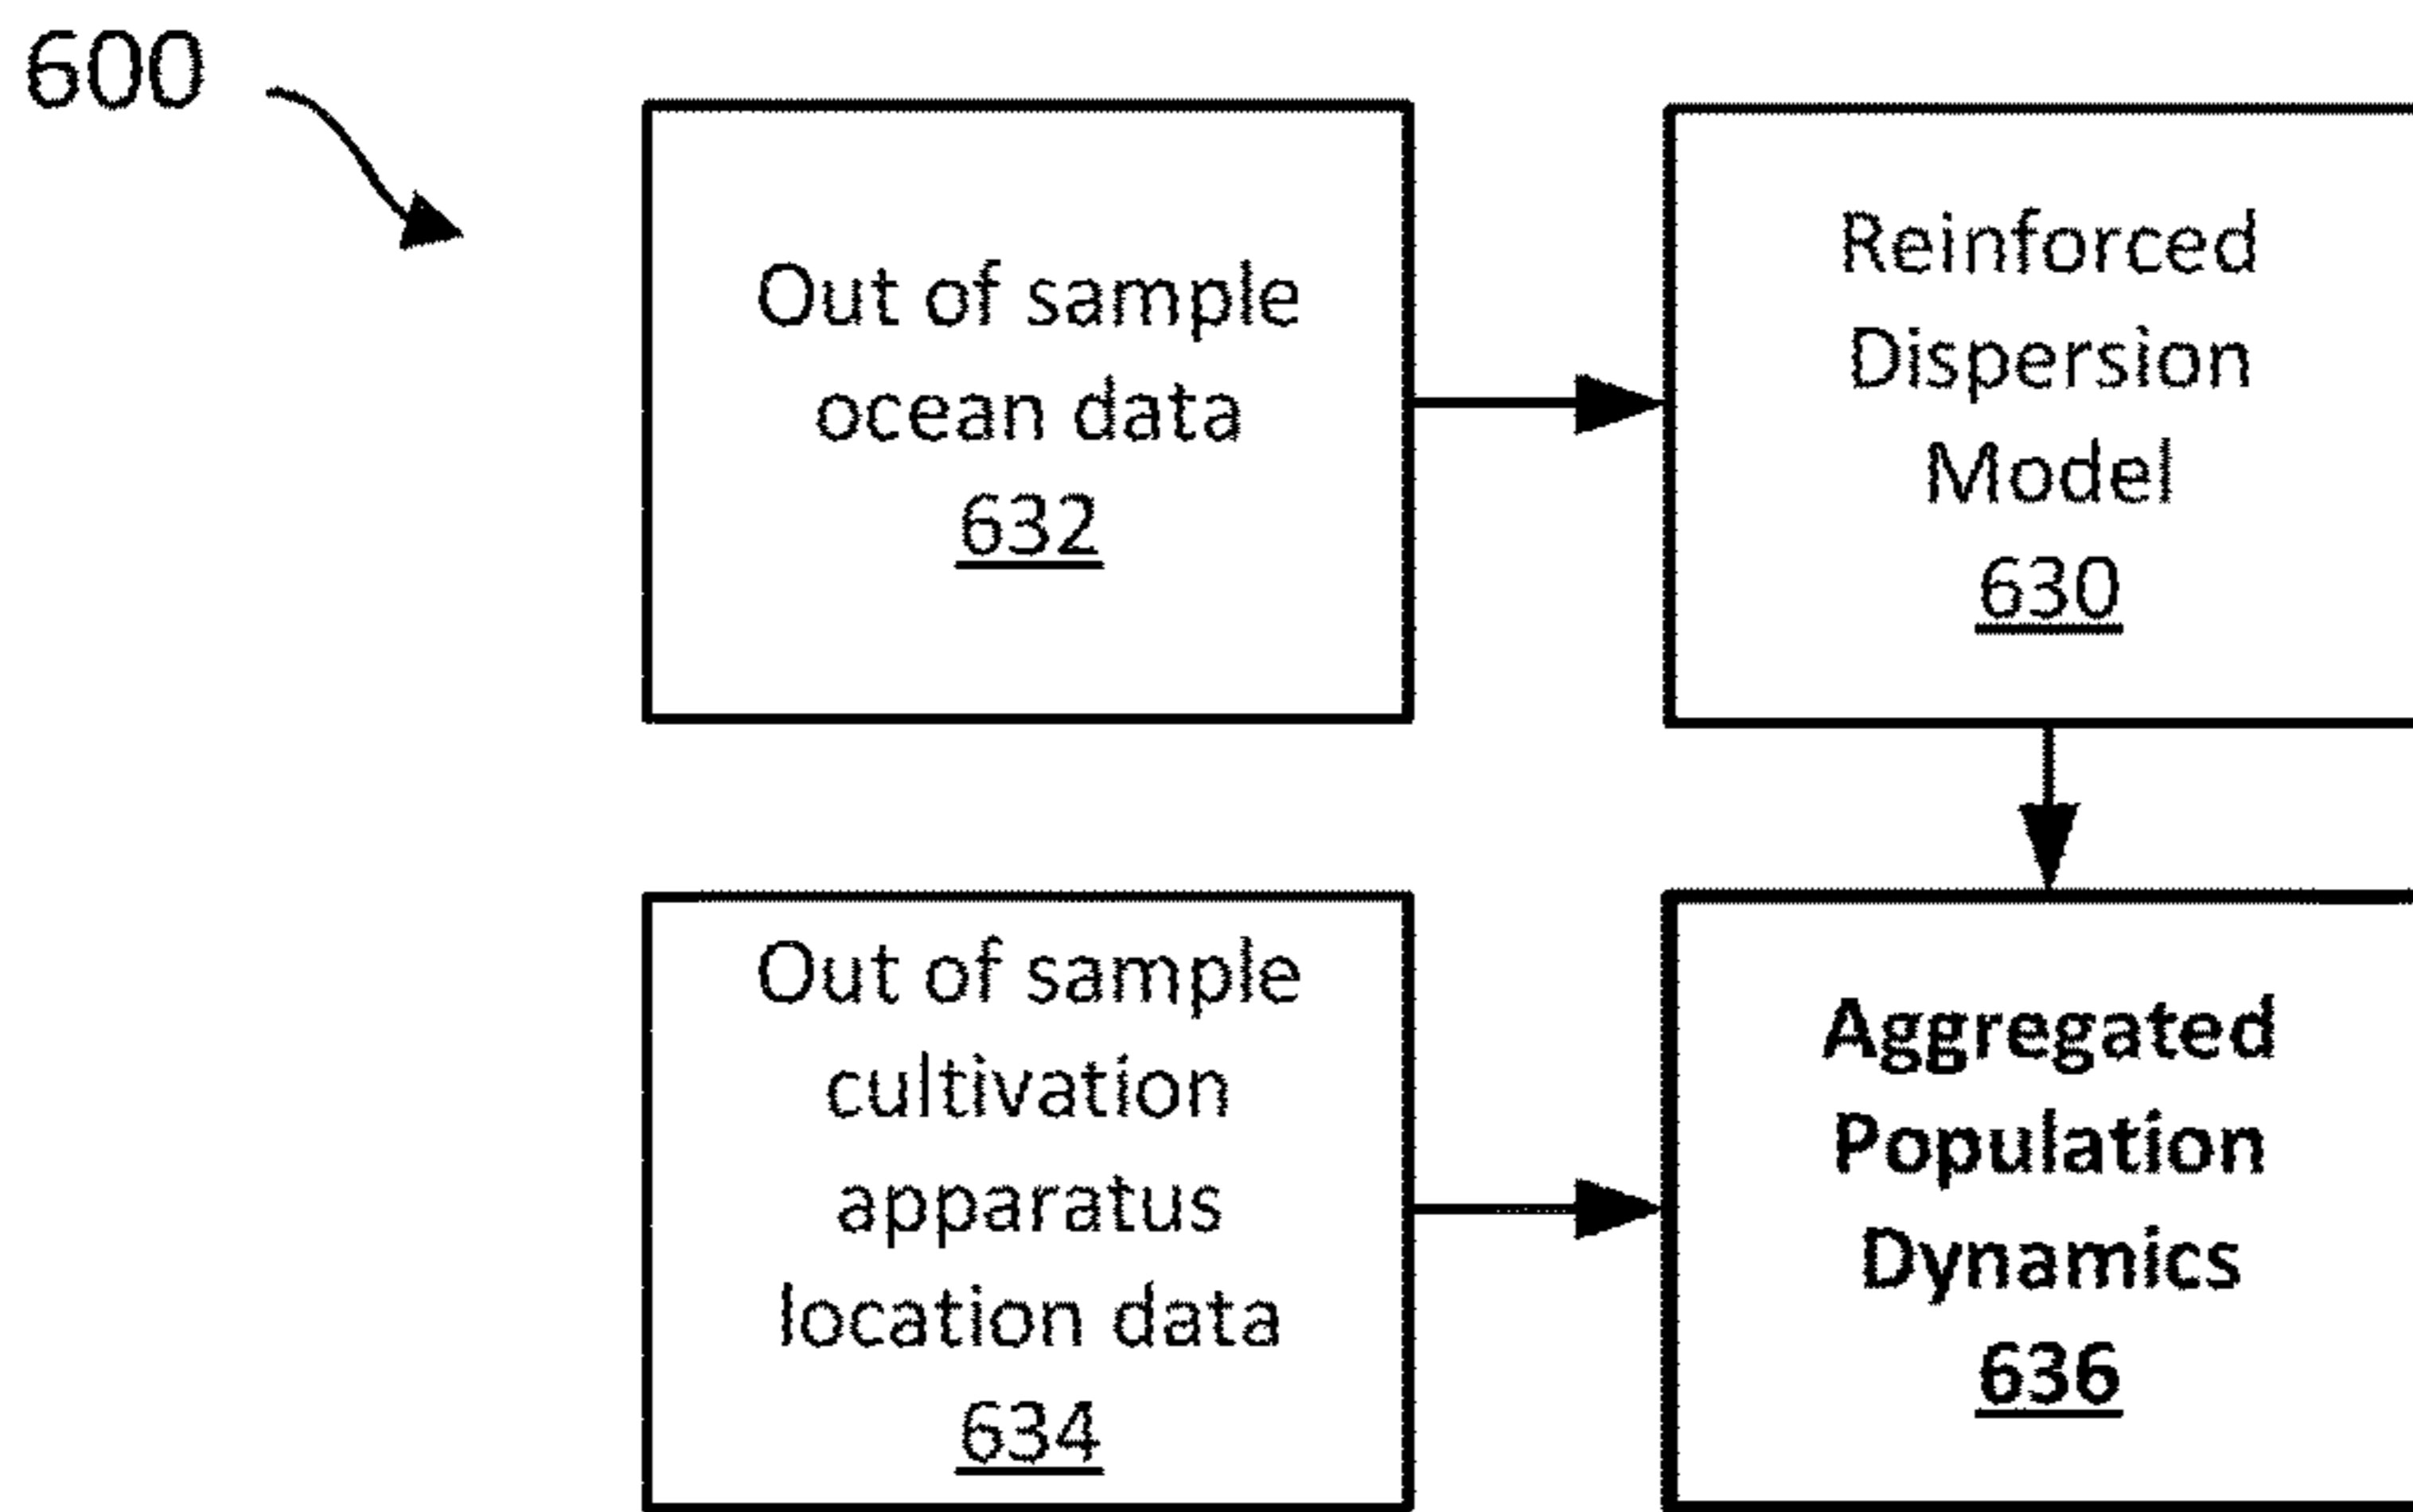 600
Out of sample
ocean data
632
Reinforced
Dispersion
Model
630
Out of sample
cultivation
apparatus
location data
634
Aggregated
Population
Dynamics
636